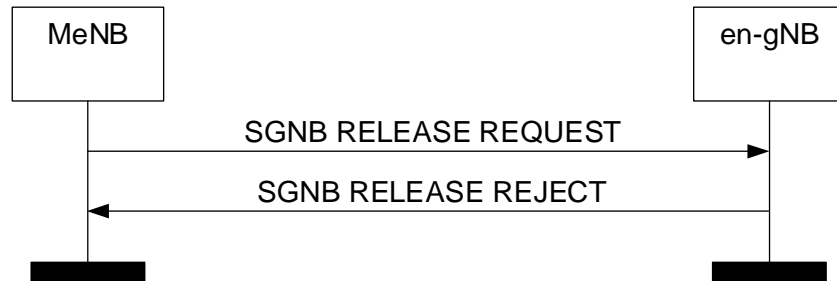 MeNB
en-gNB
SGNB RELEASE REQUEST
SGNB RELEASE REJECT